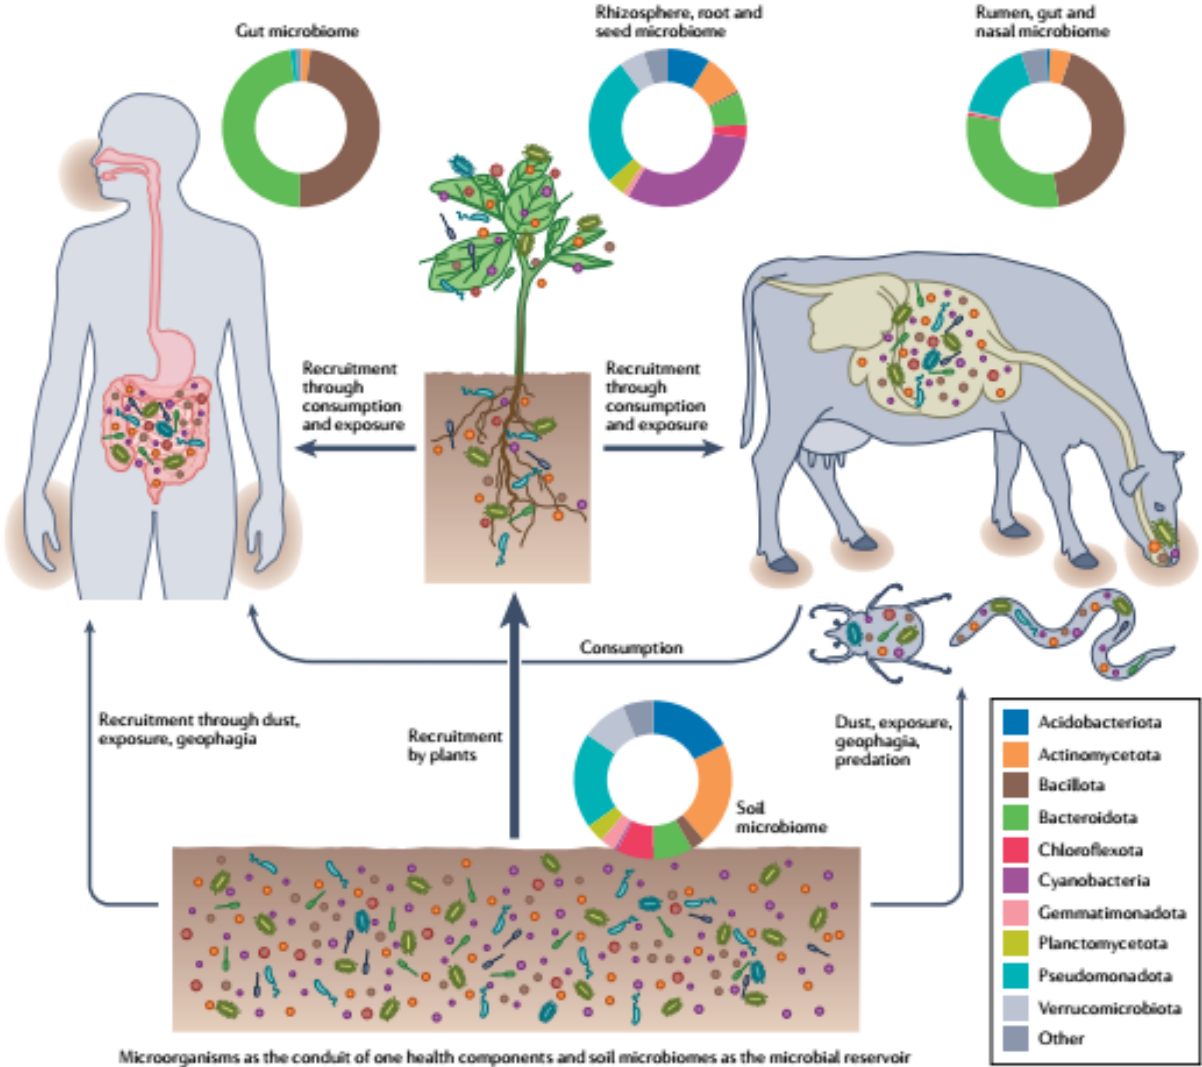 Gut microbiome
Rhizosphere, root and
seed microbiome
Rumen, gut and
nasal microbiome
Recruitment
through
consumption
and exposure
Recruitment
through
consumption
and exposure
Consumption
Recruitment through dust,
exposure, geophagia
Recruitment
by plants
Dust, exposure,
geophagia,
predation
Soil
microbiome
Acidobacteriota
Actinomycetota
Bacillota
Bacteroidota
Chloroflexota
Cyanobacteria
Gemmatimonadota
Planctomycetota
Pseudomonadota
Verrucomicrobiota
Other
Microorganisms as the conduit of one health components and soil microbiomes as the microbial reservoir